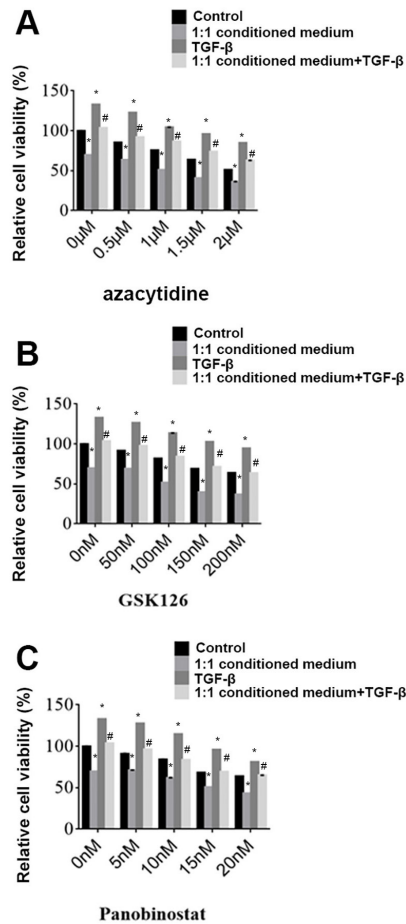 A
Control
1:1 conditioned medium
TGF-β
1:1 conditioned medium+TGF-β
Relative cell viability (%)
150
100
50
0
* * * * *
# # # # #
* * * * *
0μM 0.5μM 1μM 1.5μM 2μM
azacytidine
B
Control
1:1 conditioned medium
TGF-β
1:1 conditioned medium+TGF-β
Relative cell viability (%)
150
100
50
0
* * * * *
# # # # #
* * * * *
0nM 50nM 100nM 150nM 200nM
GSK126
C
Control
1:1 conditioned medium
TGF-β
1:1 conditioned medium+TGF-β
Relative cell viability (%)
150
100
50
0
* * * * *
# # # # #
* * * * *
0nM 5nM 10nM 15nM 20nM
Panobinostat